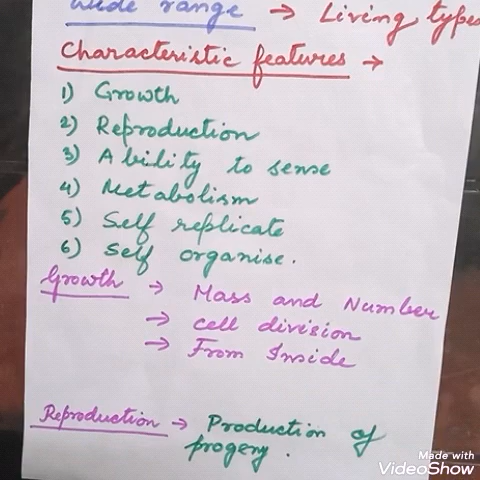 Wide range → Living types
Characteristic features →
1) Growth
2) Reproduction
3) Ability to sense
4) Metabolism
5) Self replicate
6) Self organise.
Growth → Mass and Number
→ cell division
→ From Inside
Reproduction → Production of
progeny.
Made with
VideoShow